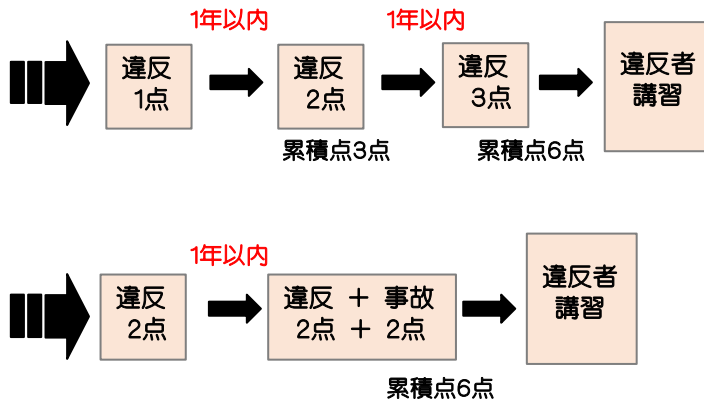 1年以内
1年以内
違反
1点
違反
2点
違反
3点
違反者
講習
累積点3点
累積点6点
1年以内
違反
2点
違反 + 事故
2点 + 2点
違反者
講習
累積点6点